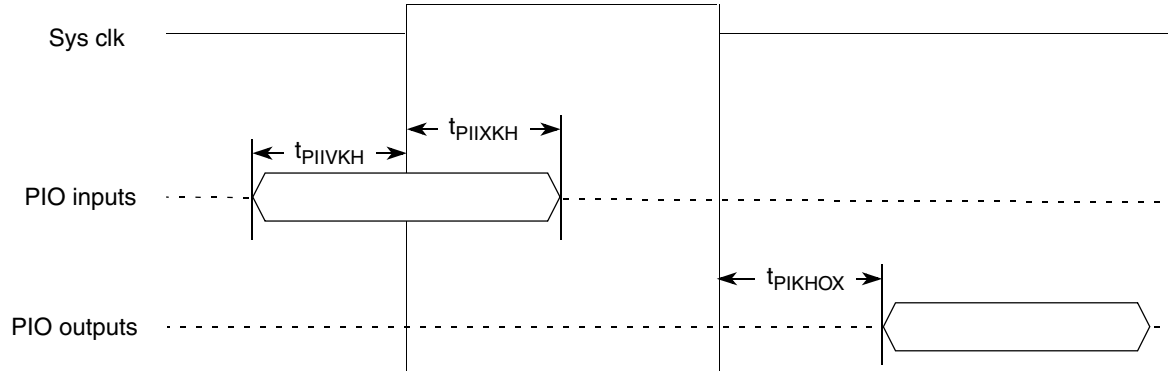 Sys clk
tPIIXKH
tPIIVKH
PIO inputs
tPIKHOX
PIO outputs